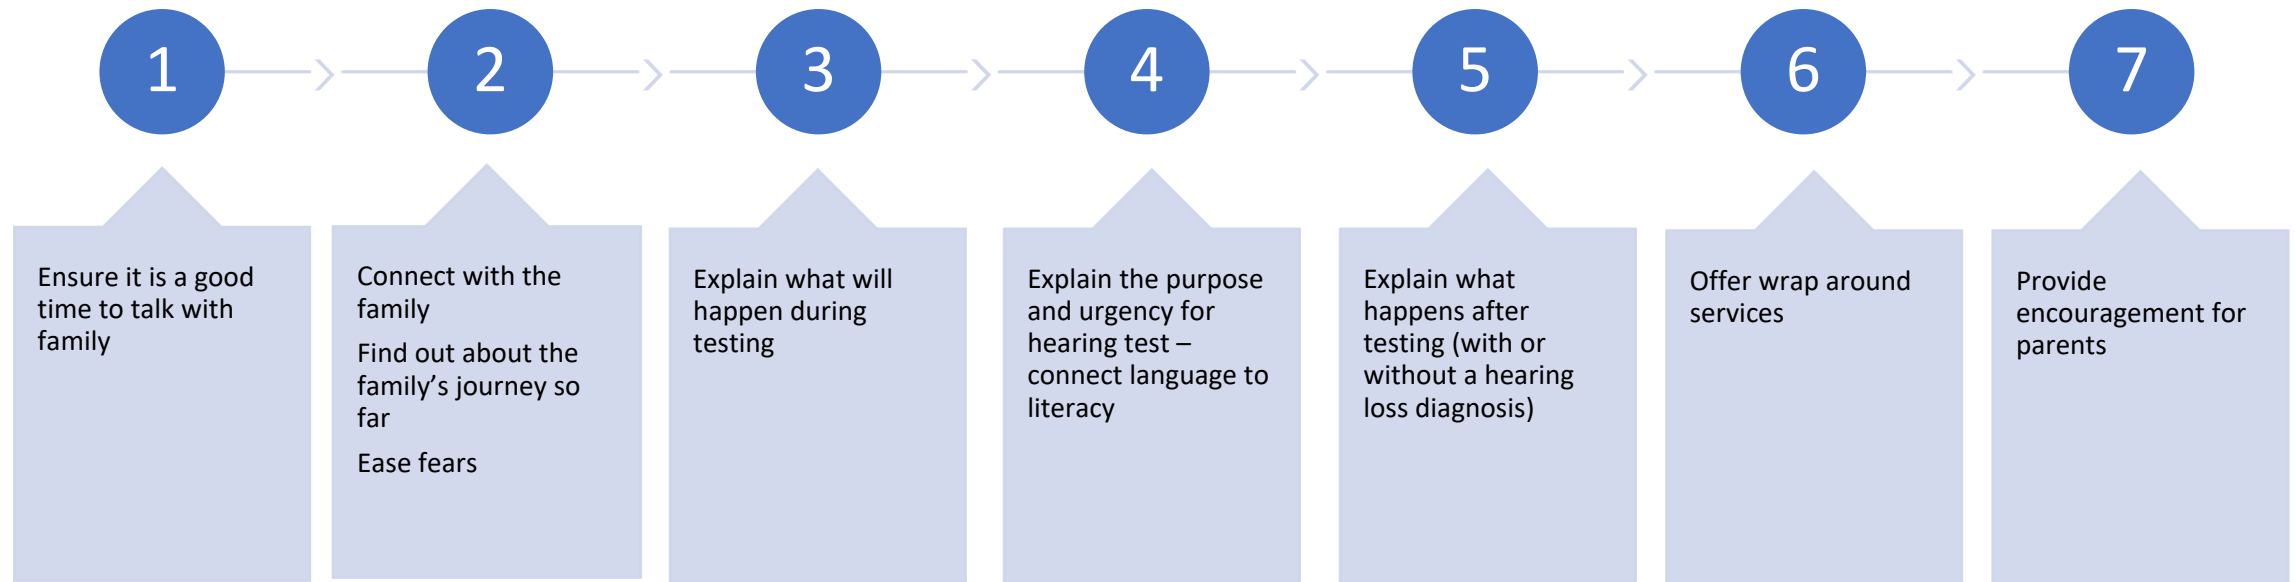 1
2
3
4
5
6
7
Ensure it is a good
time to talk with
family
Connect with the
family
Find out about the
family’s journey so
far
Ease fears
Explain what will
happen during
testing
Explain the purpose
and urgency for
hearing test –
connect language to
literacy
Explain what
happens after
testing (with or
without a hearing
loss diagnosis)
Offer wrap around
services
Provide
encouragement for
parents